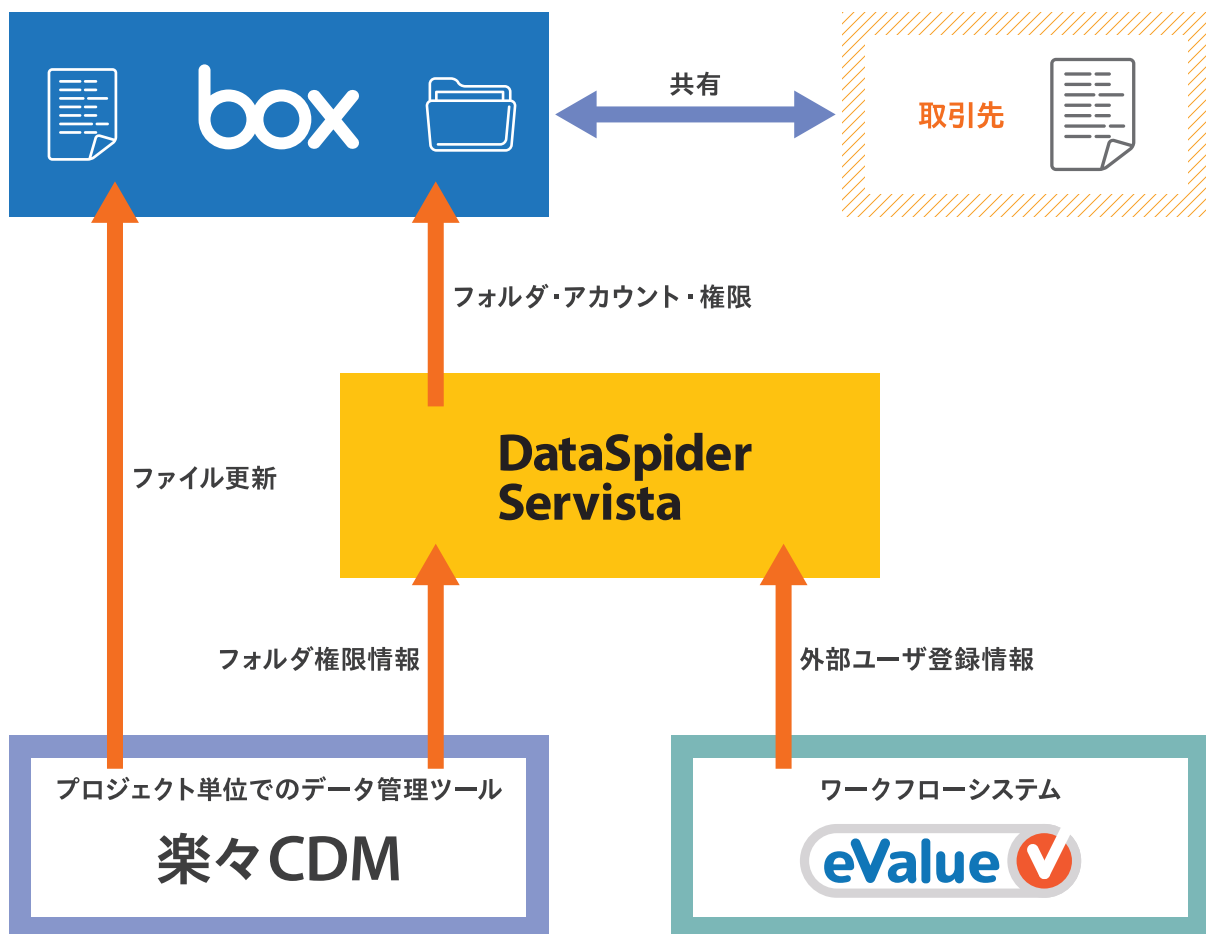 box
共有
取引先
フォルダ・アカウント・権限
DataSpider
Servista
ファイル更新
フォルダ権限情報
外部ユーザ登録情報
プロジェクト単位でのデータ管理ツール
楽々CDM
ワークフローシステム
eValue V